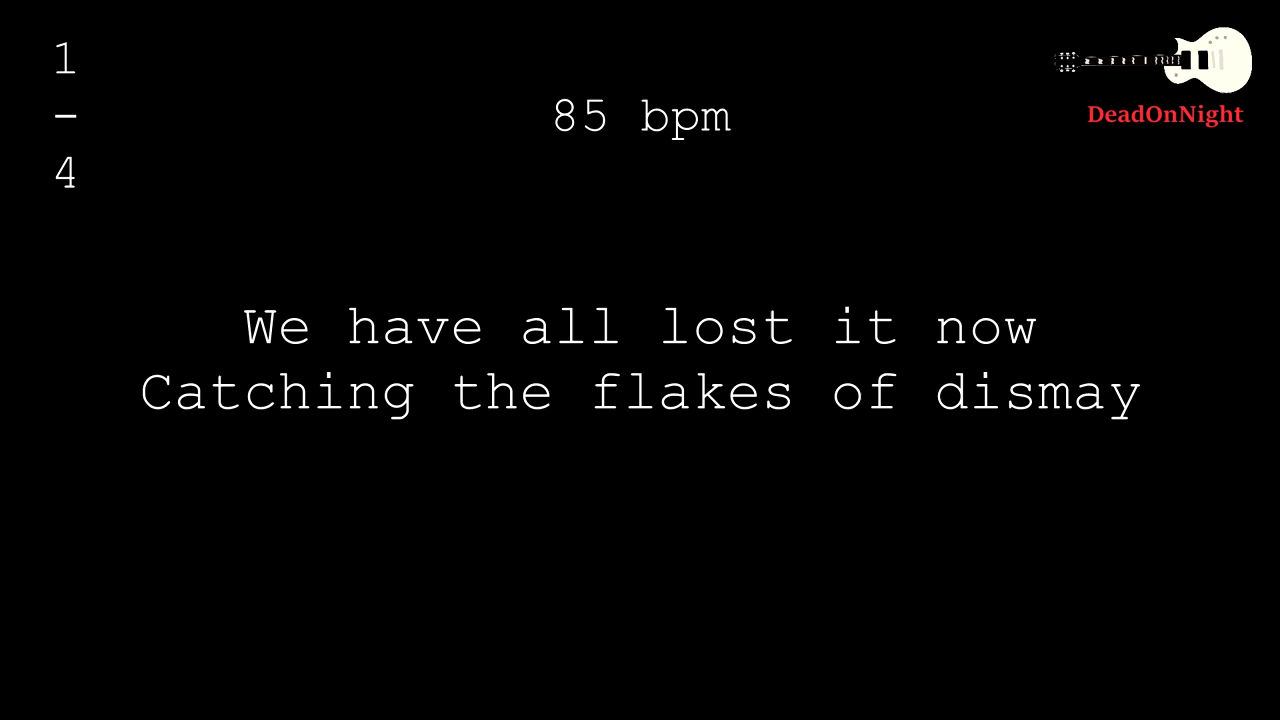 1
-
4
85 bpm
DeadOnNight
We have all lost it now
Catching the flakes of dismay